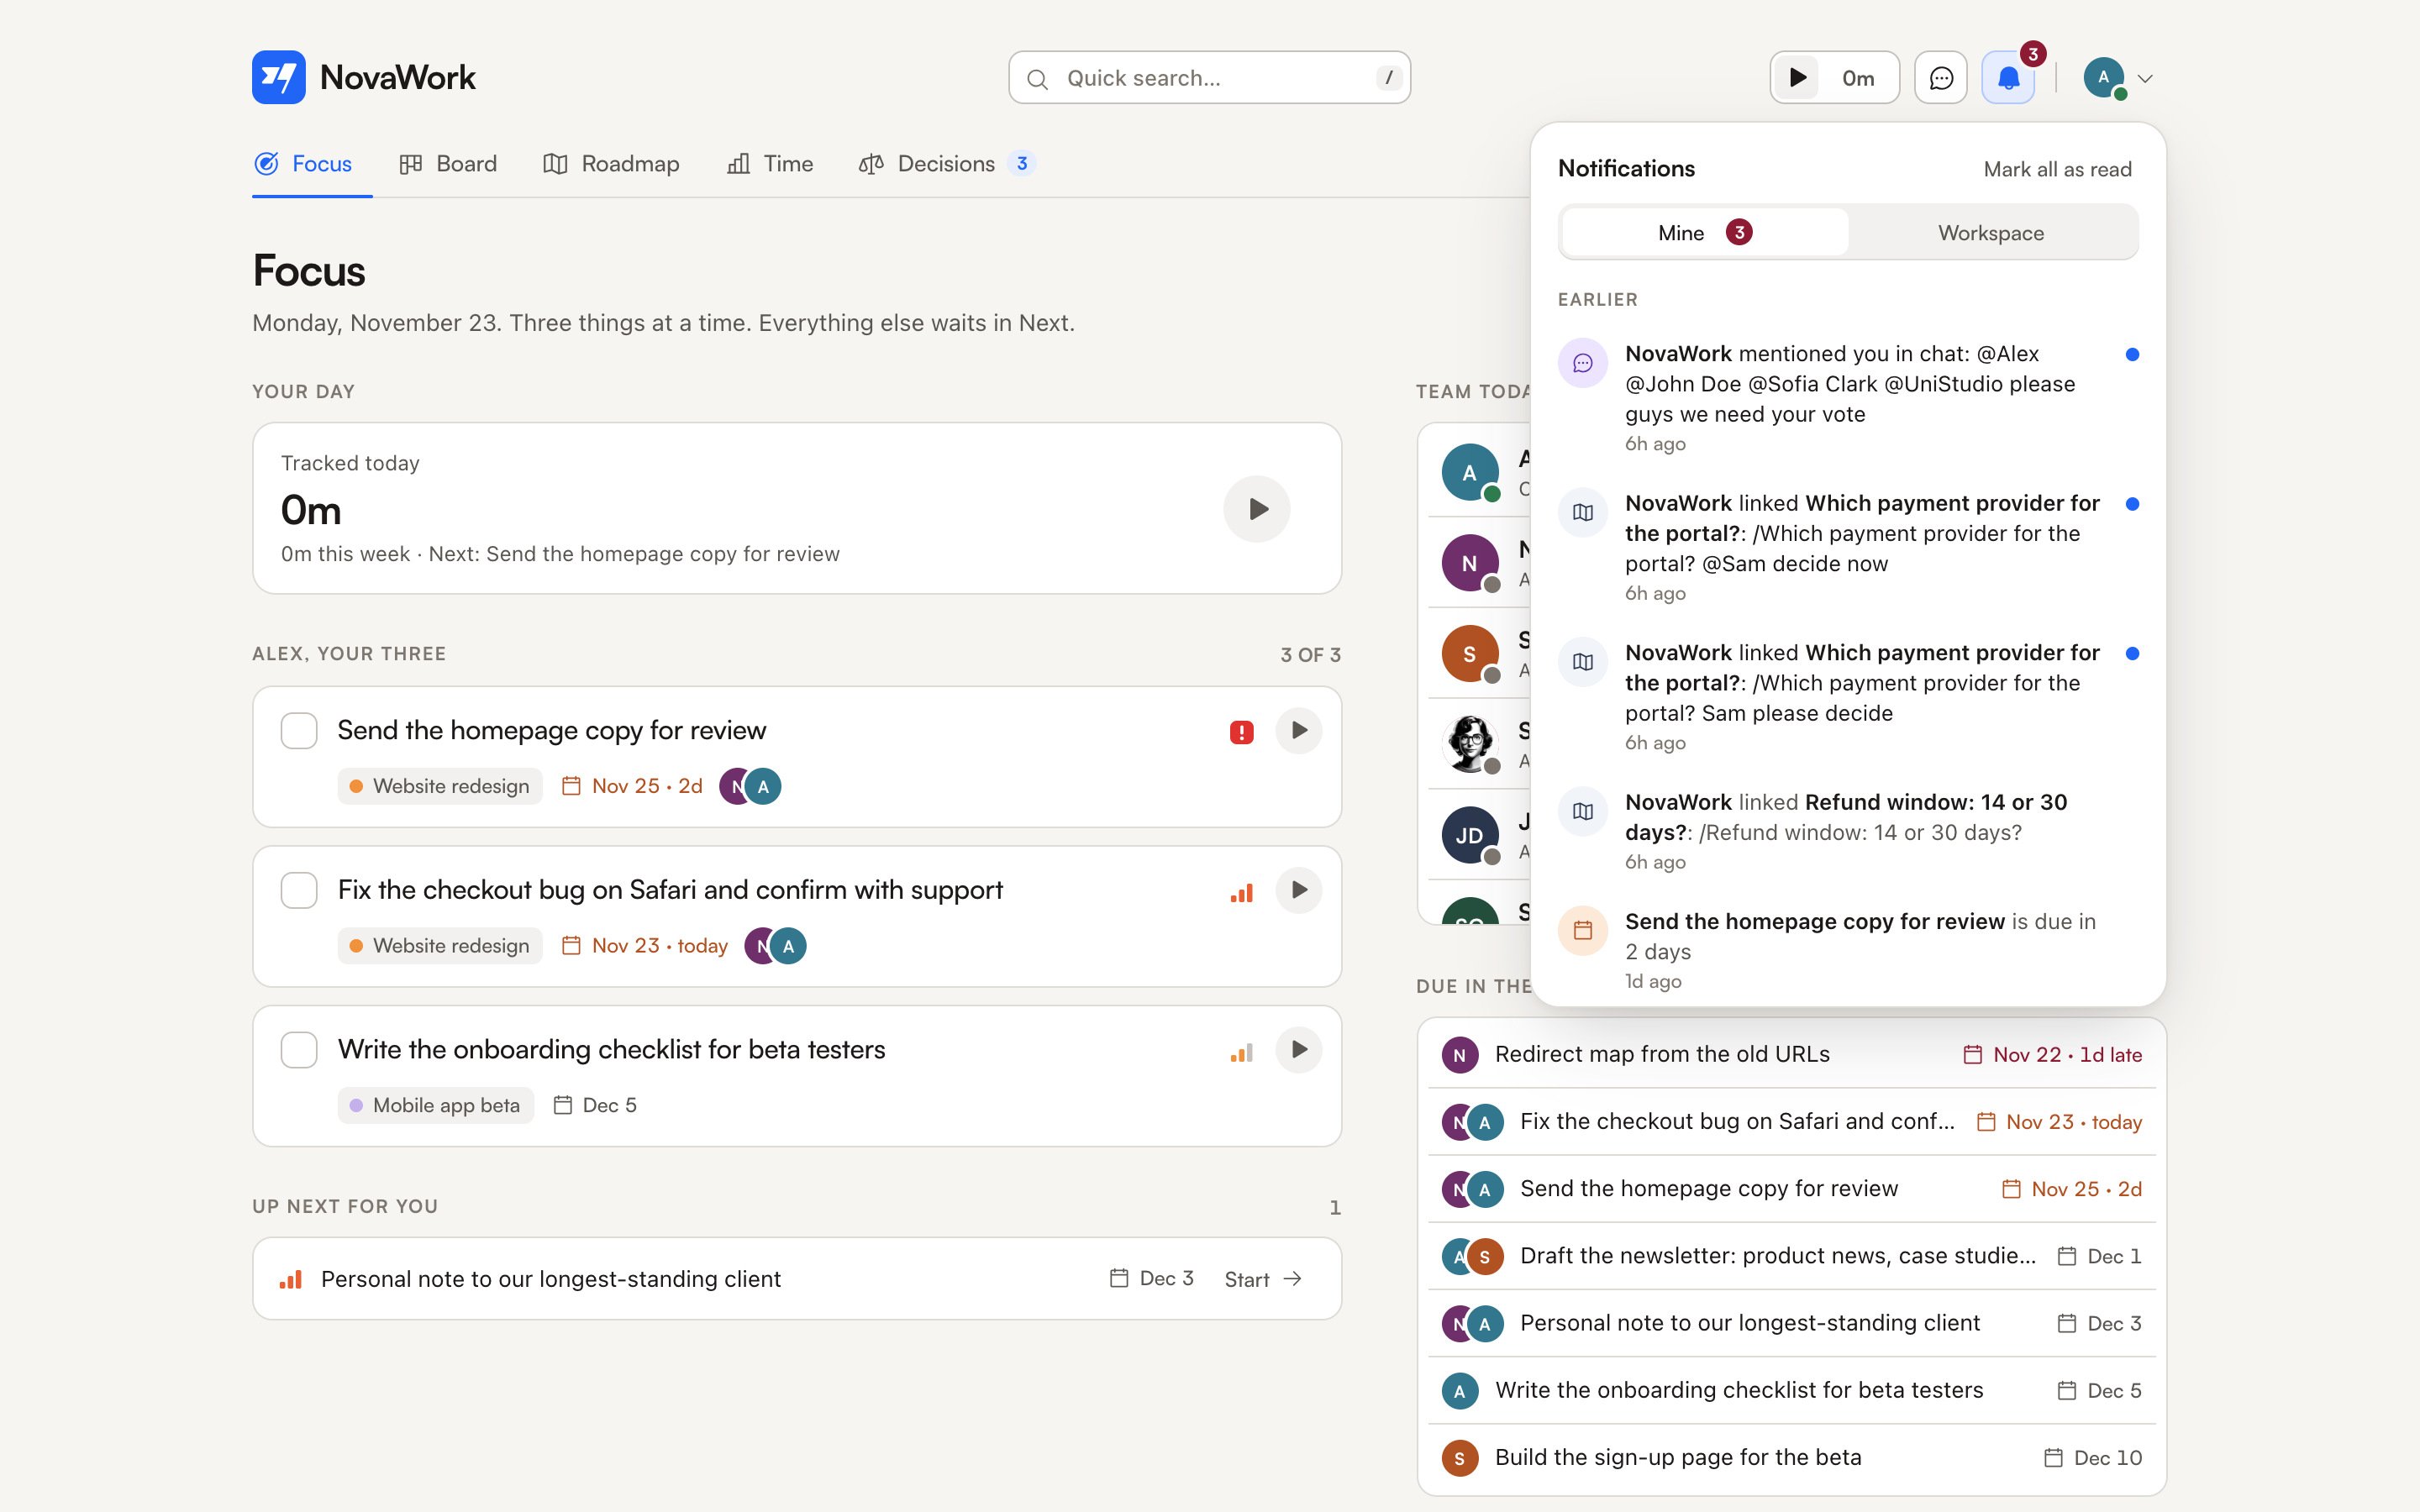 NovaWork
Quick search...
/
0m
3
A
Focus
Board
Roadmap
Time
Decisions 3
Focus
Monday, November 23. Three things at a time. Everything else waits in Next.
YOUR DAY
Tracked today
0m
0m this week · Next: Send the homepage copy for review
ALEX, YOUR THREE
3 OF 3
Send the homepage copy for review
Website redesign
Nov 25 · 2d
N A
Fix the checkout bug on Safari and confirm with support
Website redesign
Nov 23 · today
N A
Write the onboarding checklist for beta testers
Mobile app beta
Dec 5
UP NEXT FOR YOU
1
Personal note to our longest-standing client
Dec 3
Start
TEAM
A
N
S
JD
Notifications
Mark all as read
Mine 3
Workspace
EARLIER
NovaWork mentioned you in chat: @Alex
@John Doe @Sofia Clark @UniStudio please
guys we need your vote
6h ago
NovaWork linked Which payment provider for
the portal?: /Which payment provider for the
portal? @Sam decide now
6h ago
NovaWork linked Which payment provider for
the portal?: /Which payment provider for the
portal? Sam please decide
6h ago
NovaWork linked Refund window: 14 or 30
days?: /Refund window: 14 or 30 days?
6h ago
Send the homepage copy for review is due in
2 days
1d ago
DUE IN THE
N Redirect map from the old URLs Nov 22 · 1d late
N A Fix the checkout bug on Safari and conf... Nov 23 · today
N A Send the homepage copy for review Nov 25 · 2d
A S Draft the newsletter: product news, case studie... Dec 1
N A Personal note to our longest-standing client Dec 3
A Write the onboarding checklist for beta testers Dec 5
S Build the sign-up page for the beta Dec 10